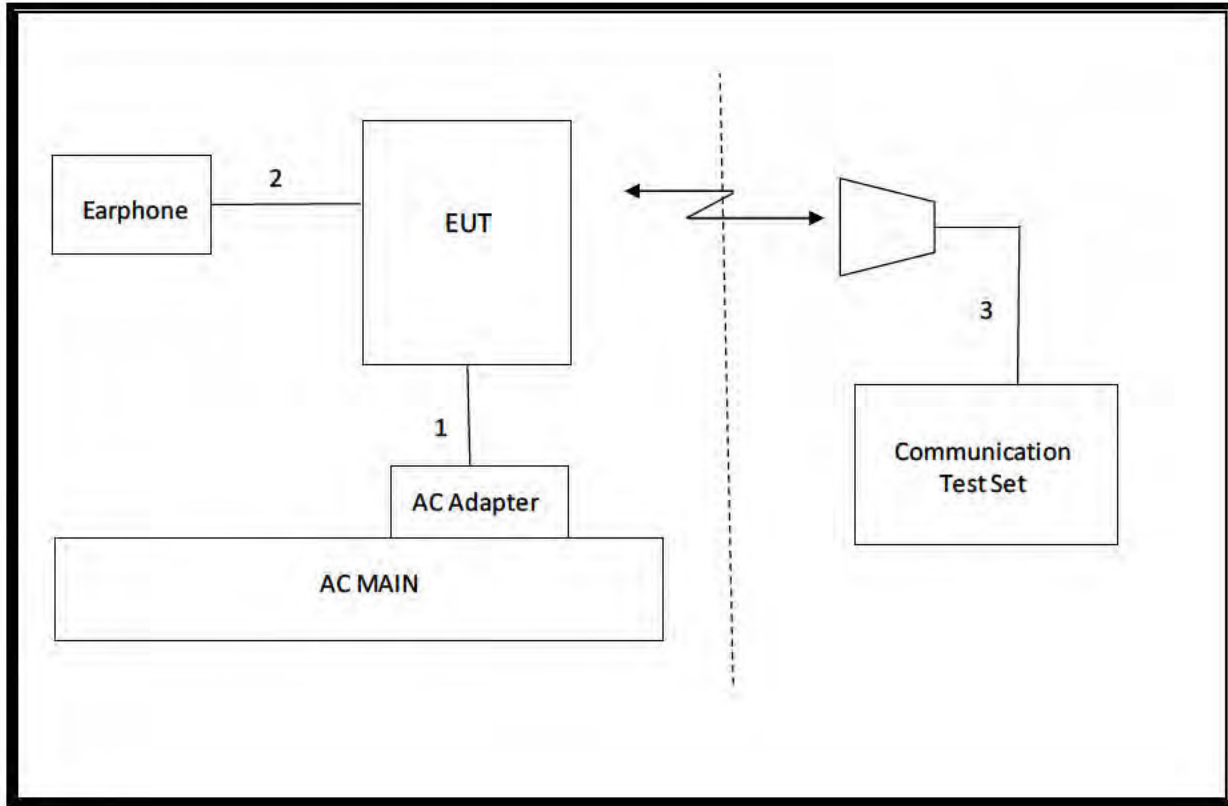 2
Earphone
EUT
3
1
Communication
Test Set
AC Adapter
AC MAIN